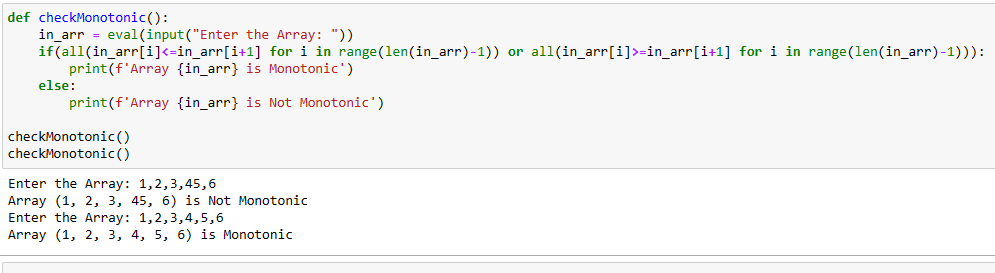 def checkMonotonic():
    in_arr = eval(input("Enter the Array: "))
    if(all(in_arr[i]<=in_arr[i+1] for i in range(len(in_arr)-1)) or all(in_arr[i]>=in_arr[i+1] for i in range(len(in_arr)-1))):
        print(f'Array {in_arr} is Monotonic')
    else:
        print(f'Array {in_arr} is Not Monotonic')

checkMonotonic()
checkMonotonic()
Enter the Array: 1,2,3,45,6
Array (1, 2, 3, 45, 6) is Not Monotonic
Enter the Array: 1,2,3,4,5,6
Array (1, 2, 3, 4, 5, 6) is Monotonic